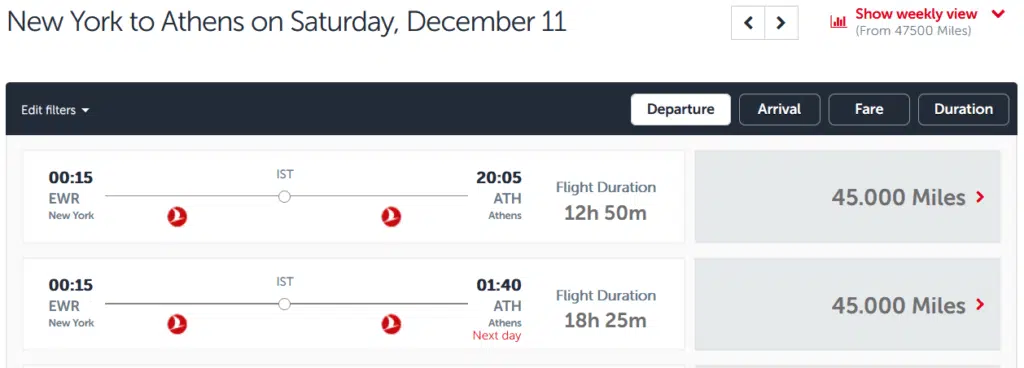 New York to Athens on Saturday, December 11
Show weekly view
(From 47500 Miles)
Edit filters
Departure
Arrival
Fare
Duration
00:15
IST
20:05
EWR
ATH
New York
Athens
Flight Duration
12h 50m
45.000 Miles
00:15
IST
01:40
EWR
ATH
New York
Athens
Next day
Flight Duration
18h 25m
45.000 Miles